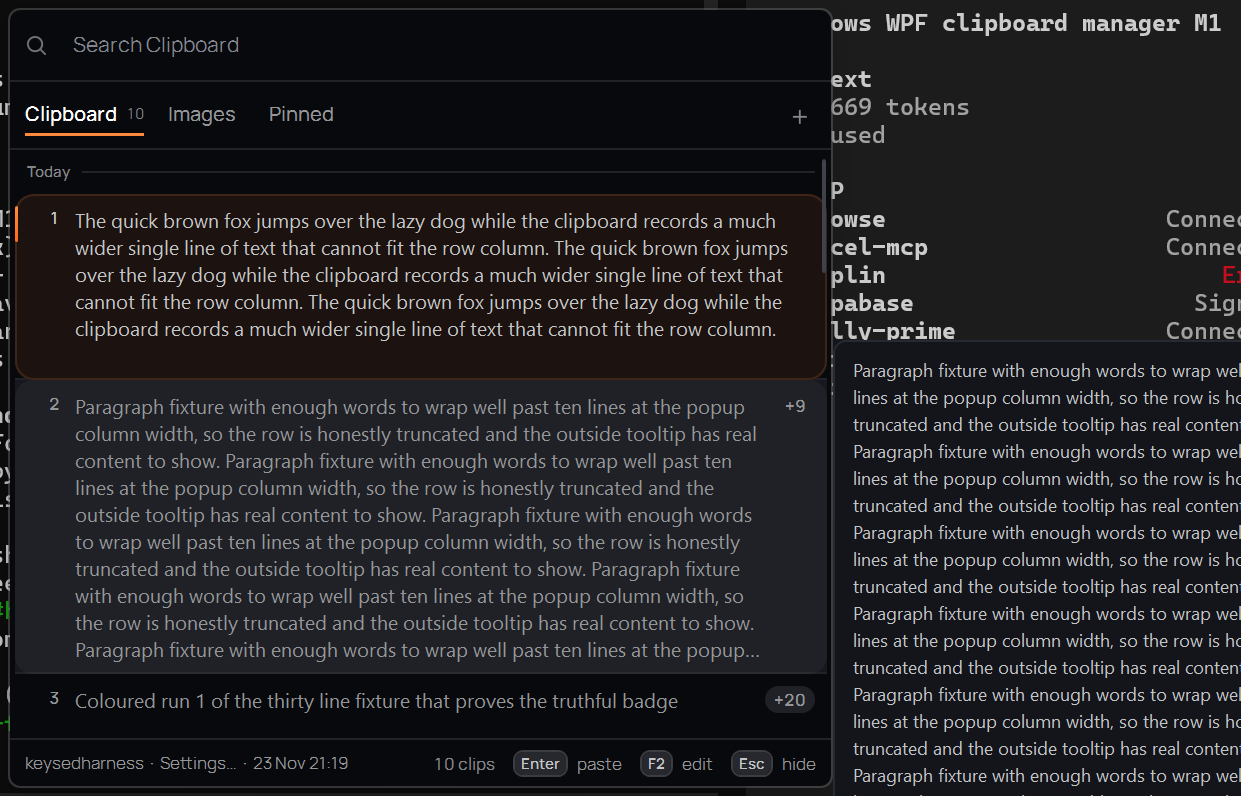 Search Clipboard
Clipboard 10 Images Pinned +
Today
1 The quick brown fox jumps over the lazy dog while the clipboard records a much
wider single line of text that cannot fit the row column. The quick brown fox jumps
over the lazy dog while the clipboard records a much wider single line of text that
cannot fit the row column. The quick brown fox jumps over the lazy dog while the
clipboard records a much wider single line of text that cannot fit the row column.
2 Paragraph fixture with enough words to wrap well past ten lines at the popup +9
column width, so the row is honestly truncated and the outside tooltip has real
content to show. Paragraph fixture with enough words to wrap well past ten
lines at the popup column width, so the row is honestly truncated and the
outside tooltip has real content to show. Paragraph fixture with enough words
to wrap well past ten lines at the popup column width, so the row is honestly
truncated and the outside tooltip has real content to show. Paragraph fixture
with enough words to wrap well past ten lines at the popup column width, so
the row is honestly truncated and the outside tooltip has real content to show.
Paragraph fixture with enough words to wrap well past ten lines at the popup...
3 Coloured run 1 of the thirty line fixture that proves the truthful badge +20
keysedharness · Settings... · 23 Nov 21:19 10 clips Enter paste F2 edit Esc hide
ows WPF clipboard manager M1
ext
669 tokens
used
p
owse Connec
cel-mcp Connec
plin
pabase Sign
lly-prime Connec
Paragraph fixture with enough words to wrap wel
lines at the popup column width, so the row is ho
truncated and the outside tooltip has real content
Paragraph fixture with enough words to wrap wel
lines at the popup column width, so the row is ho
truncated and the outside tooltip has real content
Paragraph fixture with enough words to wrap wel
lines at the popup column width, so the row is ho
truncated and the outside tooltip has real content
Paragraph fixture with enough words to wrap wel
lines at the popup column width, so the row is ho
truncated and the outside tooltip has real content
Paragraph fixture with enough words to wrap wel
lines at the popup column width, so the row is ho
truncated and the outside tooltip has real content
Paragraph fixture with enough words to wrap wel